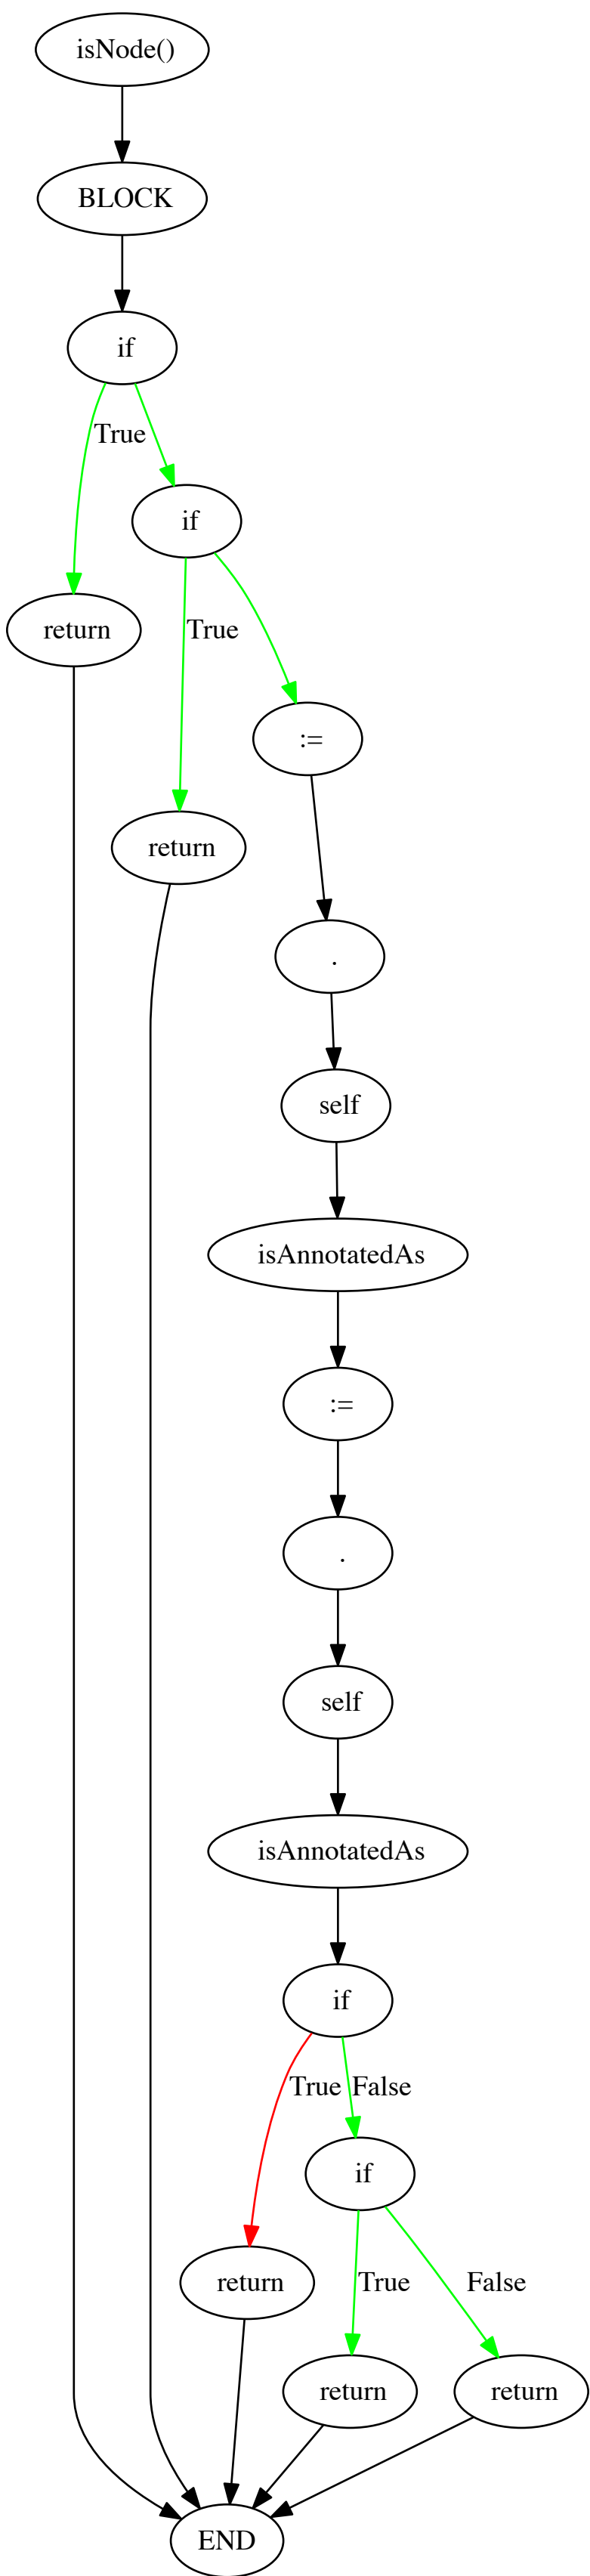 isNode()
BLOCK
if
True
if
return
True
:=
return
.
self
isAnnotatedAs
:=
.
self
isAnnotatedAs
if
True
False
if
return
True
False
return
return
END